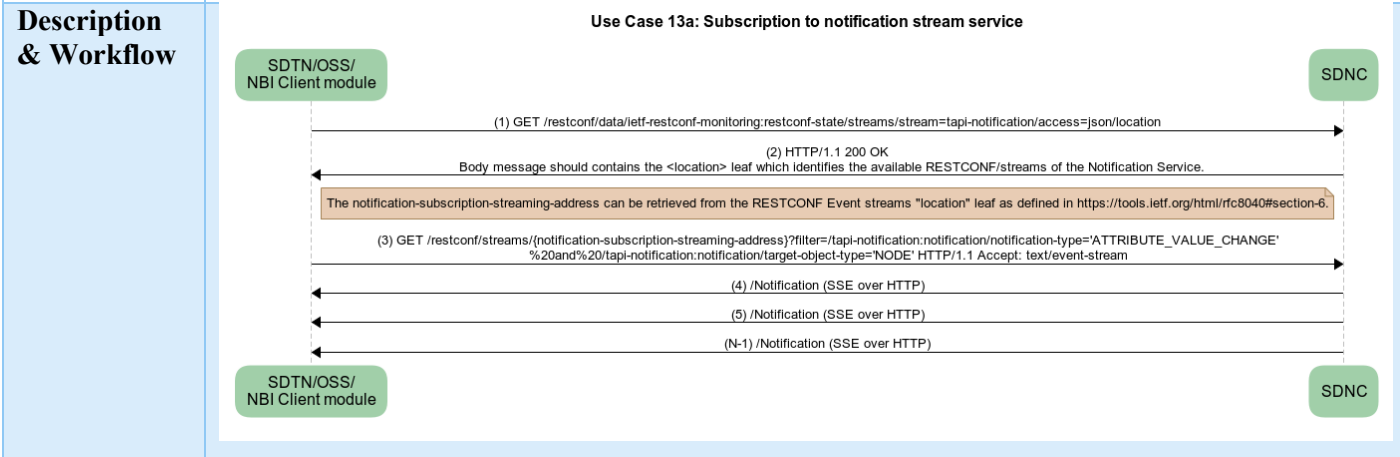 Description
& Workflow
Use Case 13a: Subscription to notification stream service
SDTN/OSS/
NBI Client module
SDNC
(1) GET /restconf/data/ietf-restconf-monitoring:restconf-state/streams/stream=tapi-notification/access=json/location
(2) HTTP/1.1 200 OK
Body message should contains the <location> leaf which identifies the available RESTCONF/streams of the Notification Service.
The notification-subscription-streaming-address can be retrieved from the RESTCONF Event streams "location" leaf as defined in https://tools.ietf.org/html/rfc8040#section-6.
(3) GET /restconf/streams/{notification-subscription-streaming-address}?filter=/tapi-notification:notification/notification-type='ATTRIBUTE_VALUE_CHANGE'
%20and%20/tapi-notification:notification/target-object-type='NODE' HTTP/1.1 Accept: text/event-stream
(4) /Notification (SSE over HTTP)
(5) /Notification (SSE over HTTP)
(N-1) /Notification (SSE over HTTP)
SDTN/OSS/
NBI Client module
SDNC